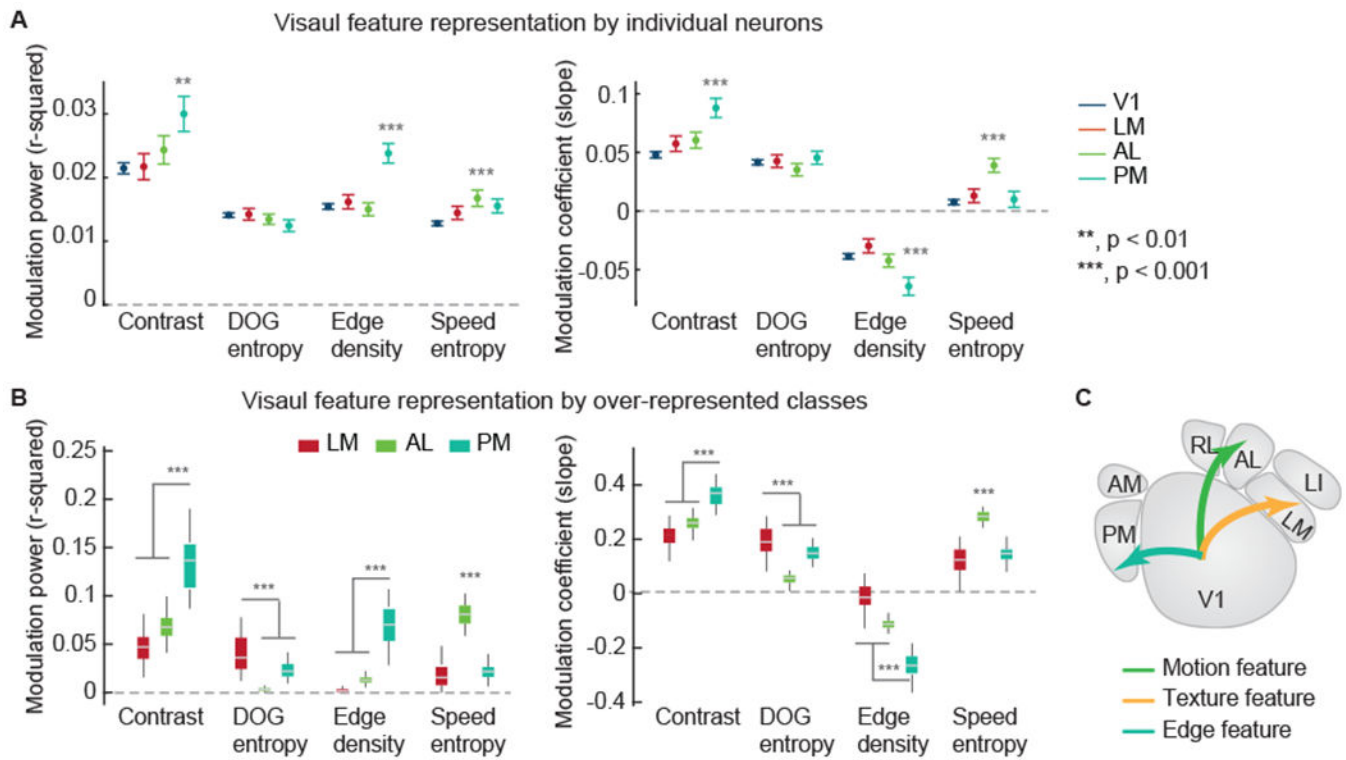 A
Visaul feature representation by individual neurons
Modulation power (r-squared)
0.03
0.02
0.01
0
**
***
***
Contrast
DOG
entropy
Edge
density
Speed
entropy
Modulation coefficient (slope)
0.1
0.05
0
-0.05
***
***
***
Contrast
DOG
entropy
Edge
density
Speed
entropy
V1
LM
AL
PM
**, p < 0.01
***, p < 0.001
B
Visaul feature representation by over-represented classes
Modulation power (r-squared)
0.25
0.2
0.15
0.1
0.05
0
LM
AL
PM
***
***
***
***
Contrast
DOG
entropy
Edge
density
Speed
entropy
Modulation coefficient (slope)
0.4
0.2
0
-0.2
-0.4
***
***
***
***
Contrast
DOG
entropy
Edge
density
Speed
entropy
C
RL
AL
LI
AM
LM
PM
V1
Motion feature
Texture feature
Edge feature